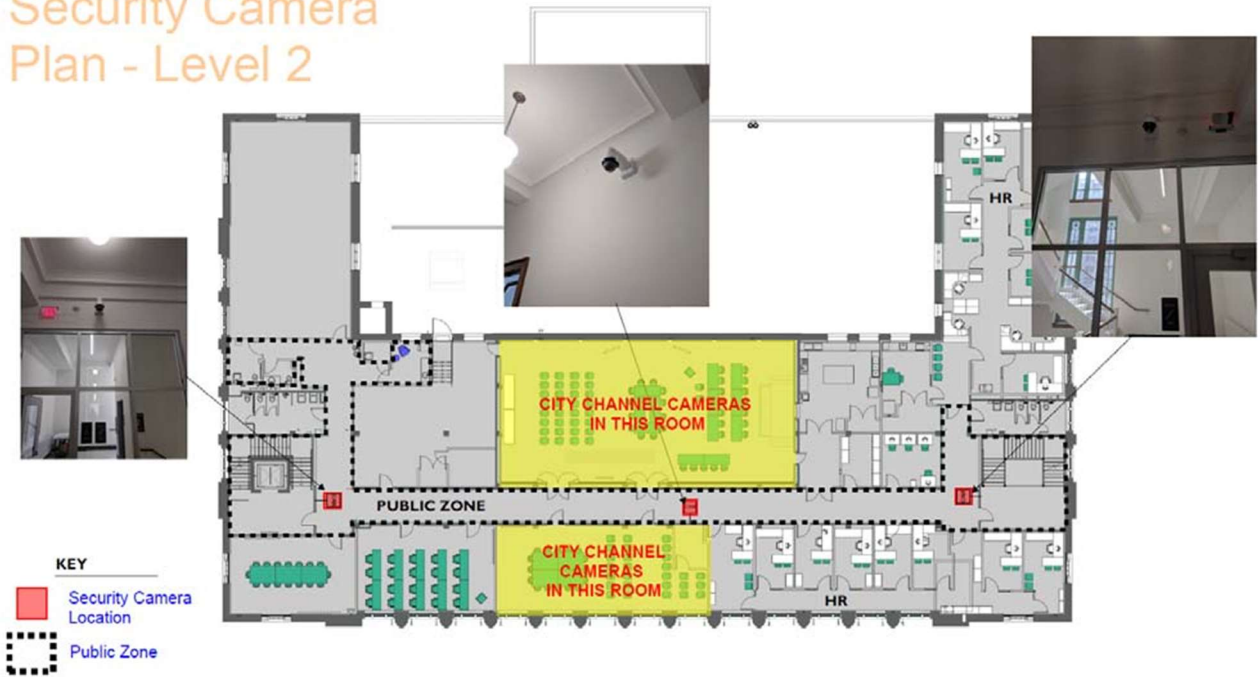 Security Camera
Plan - Level 2
HR
CITY CHANNEL CAMERAS
IN THIS ROOM
PUBLIC ZONE
CITY CHANNEL
CAMERAS
IN THIS ROOM
HR
KEY
Security Camera
Location
Public Zone